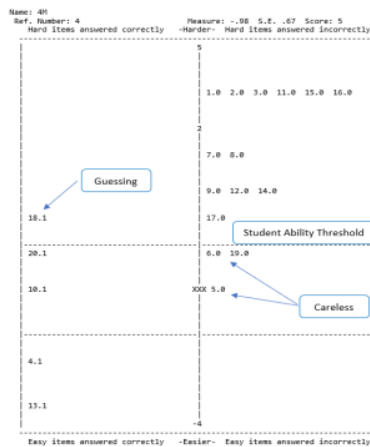 Name: 4M
Ref. Number: 4 Measure: -.98 S.E. .67 Score: 5
Hard items answered correctly -Harder- Hard items answered incorrectly
5
1.0 2.0 3.0 11.0 15.0 16.0
2
7.0 8.0
Guessing
9.0 12.0 14.0
18.1 17.0
Student Ability Threshold
20.1 6.0 19.0
10.1 XXX 5.0
Careless
4.1
13.1
-4
Easy items answered correctly -Easier- Easy items answered incorrectly